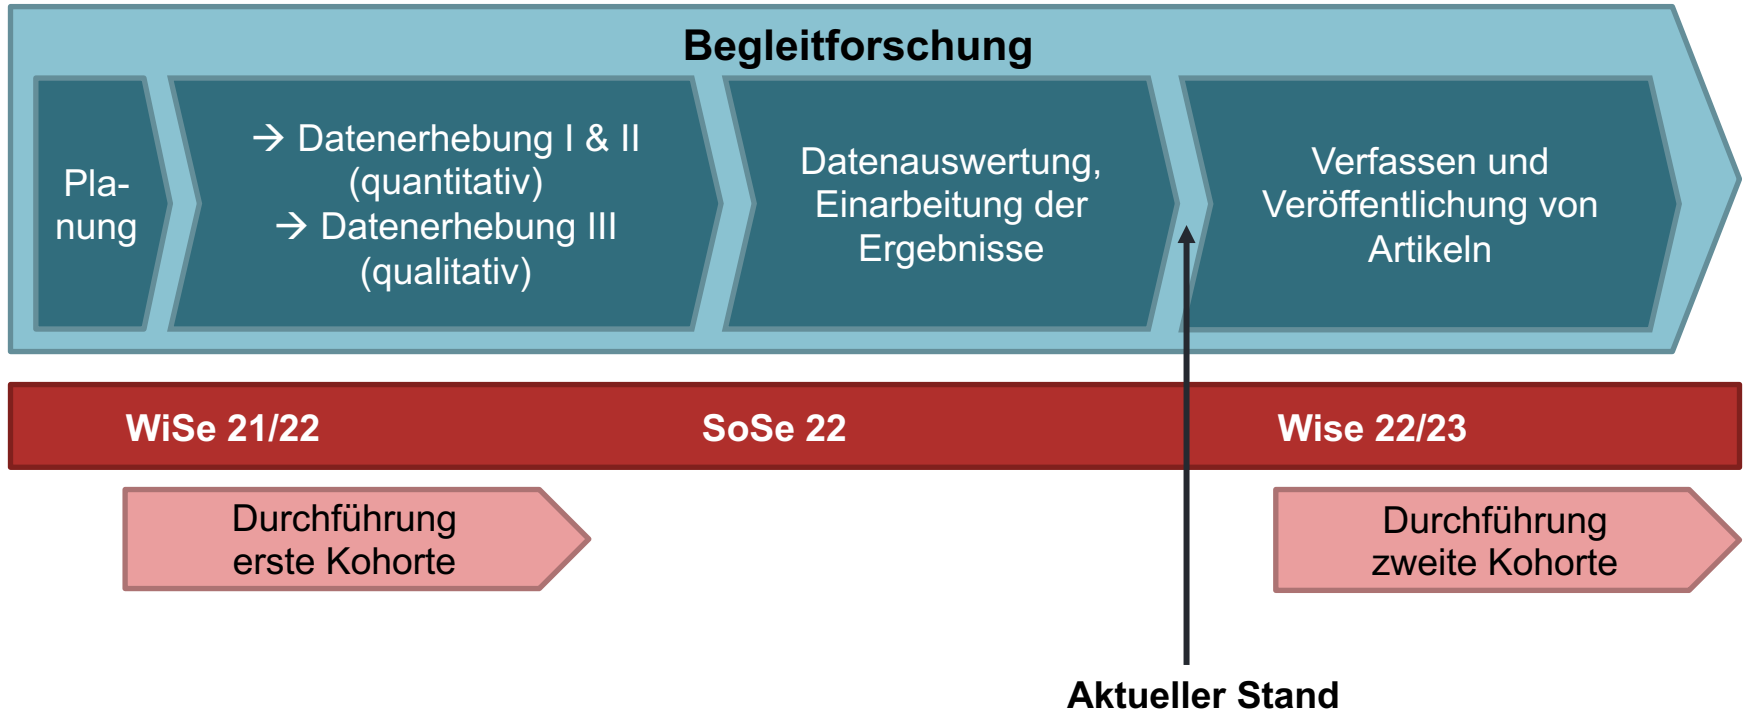 Begleitforschung
Pla-
nung
→ Datenerhebung I & II
(quantitativ)
→ Datenerhebung III
(qualitativ)
Datenauswertung,
Einarbeitung der
Ergebnisse
Verfassen und
Veröffentlichung von
Artikeln
WiSe 21/22
SoSe 22
Wise 22/23
Durchführung
erste Kohorte
Durchführung
zweite Kohorte
Aktueller Stand